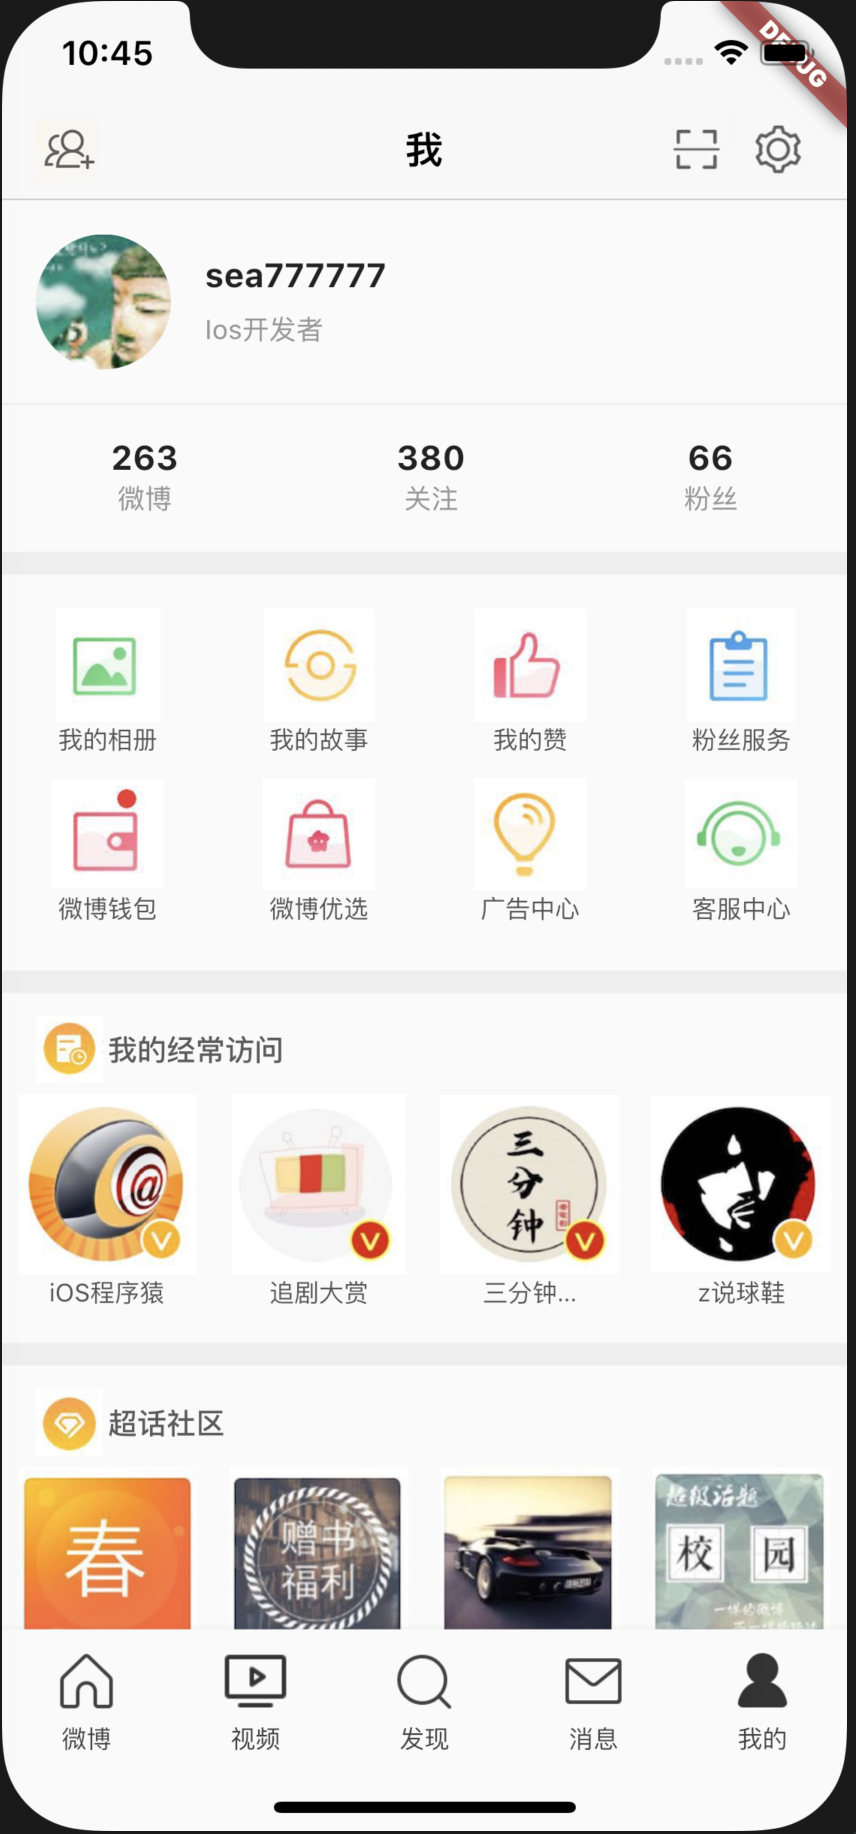 10:45
DEBUG
我
sea777777
Ios开发者
263
380
66
微博
关注
粉丝
我的相册
我的故事
我的赞
粉丝服务
微博钱包
微博优选
广告中心
客服中心
我的经常访问
@
三分钟
iOS程序猿
追剧大赏
三分钟...
z说球鞋
超话社区
春
赠书
福利
超级话题
校园
微博
视频
发现
消息
我的